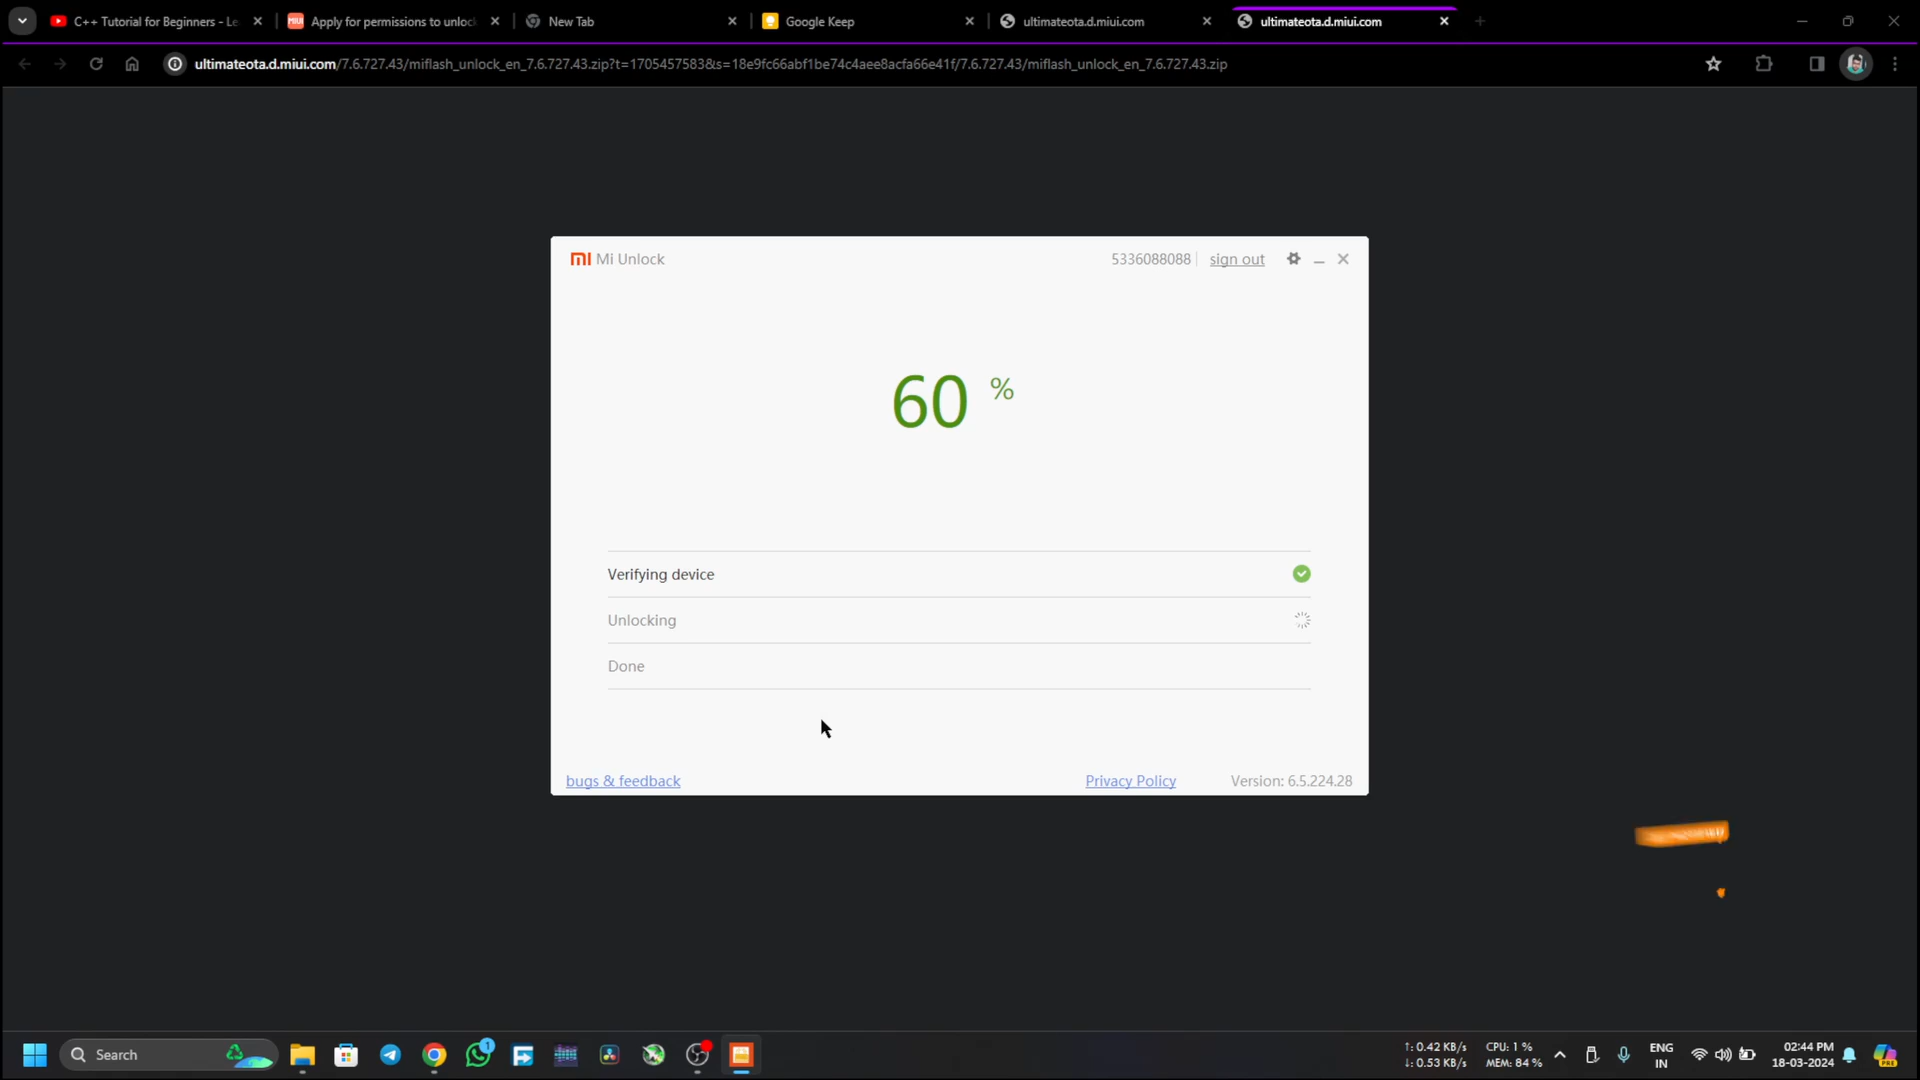 C++ Tutorial for Beginners - Le
Apply for permissions to unlock
New Tab
Google Keep
ultimateota.d.miui.com
ultimateota.d.miui.com
ultimateota.d.miui.com/7.6.727.43/miflash_unlock_en_7.6.727.43.zip?t=1705457583&s=18e9fc66abf1be74c4aee8acfa66e41f/7.6.727.43/miflash_unlock_en_7.6.727.43.zip
Mi Unlock
5336088088
sign out
60 %
Verifying device
Unlocking
Done
bugs & feedback
Privacy Policy
Version: 6.5.224.28
Search
1
↑: 0.42 KB/s
↓: 0.53 KB/s
CPU: 1 %
MEM: 84 %
ENG
IN
02:44 PM
18-03-2024